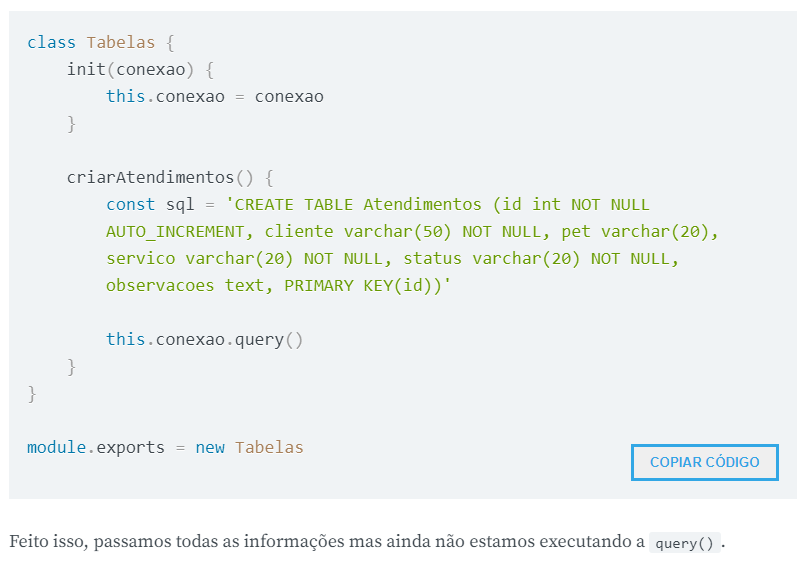 class Tabelas {
    init(conexao) {
        this.conexao = conexao
    }

    criarAtendimentos() {
        const sql = 'CREATE TABLE Atendimentos (id int NOT NULL
        AUTO_INCREMENT, cliente varchar(50) NOT NULL, pet varchar(20),
        servico varchar(20) NOT NULL, status varchar(20) NOT NULL,
        observacoes text, PRIMARY KEY(id))'

        this.conexao.query()
    }
}

module.exports = new Tabelas
COPIAR CÓDIGO
Feito isso, passamos todas as informações mas ainda não estamos executando a query().